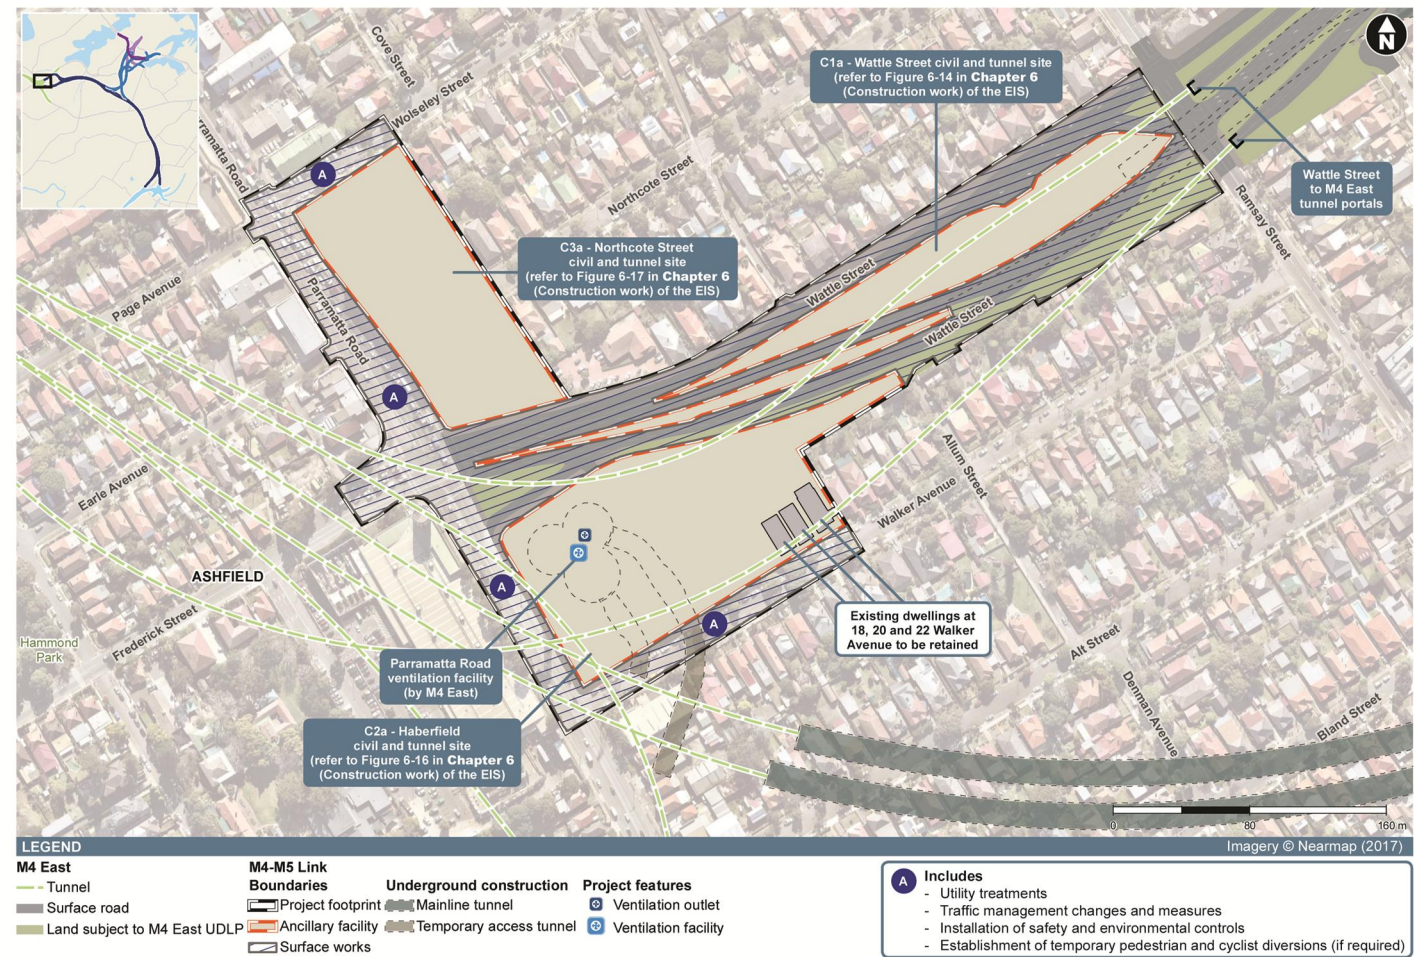 N
Cove Street
Wolseley Street
C1a - Wattle Street civil and tunnel site
(refer to Figure 6-14 in Chapter 6
(Construction work) of the EIS)
A
Northcote Street
Wattle Street
to M4 East
tunnel portals
Ramsay Street
C3a - Northcote Street
civil and tunnel site
(refer to Figure 6-17 in Chapter 6
(Construction work) of the EIS)
Page Avenue
Parramatta Road
Wattle Street
Wattle Street
A
Earle Avenue
Allum Street
Walker Avenue
ASHFIELD
A
A
Frederick Street
Hammond
Park
Existing dwellings at
18, 20 and 22 Walker
Avenue to be retained
Alt Street
Parramatta Road
ventilation facility
(by M4 East)
Denman Avenue
Bland Street
C2a - Haberfield
civil and tunnel site
(refer to Figure 6-16 in Chapter 6
(Construction work) of the EIS)
0 80 160 m
LEGEND
Imagery © Nearmap (2017)
M4 East
Tunnel
Surface road
Land subject to M4 East UDLP
M4-M5 Link
Boundaries
Project footprint
Ancillary facility
Surface works
Underground construction
Mainline tunnel
Temporary access tunnel
Project features
Ventilation outlet
Ventilation facility
A Includes
- Utility treatments
- Traffic management changes and measures
- Installation of safety and environmental controls
- Establishment of temporary pedestrian and cyclist diversions (if required)